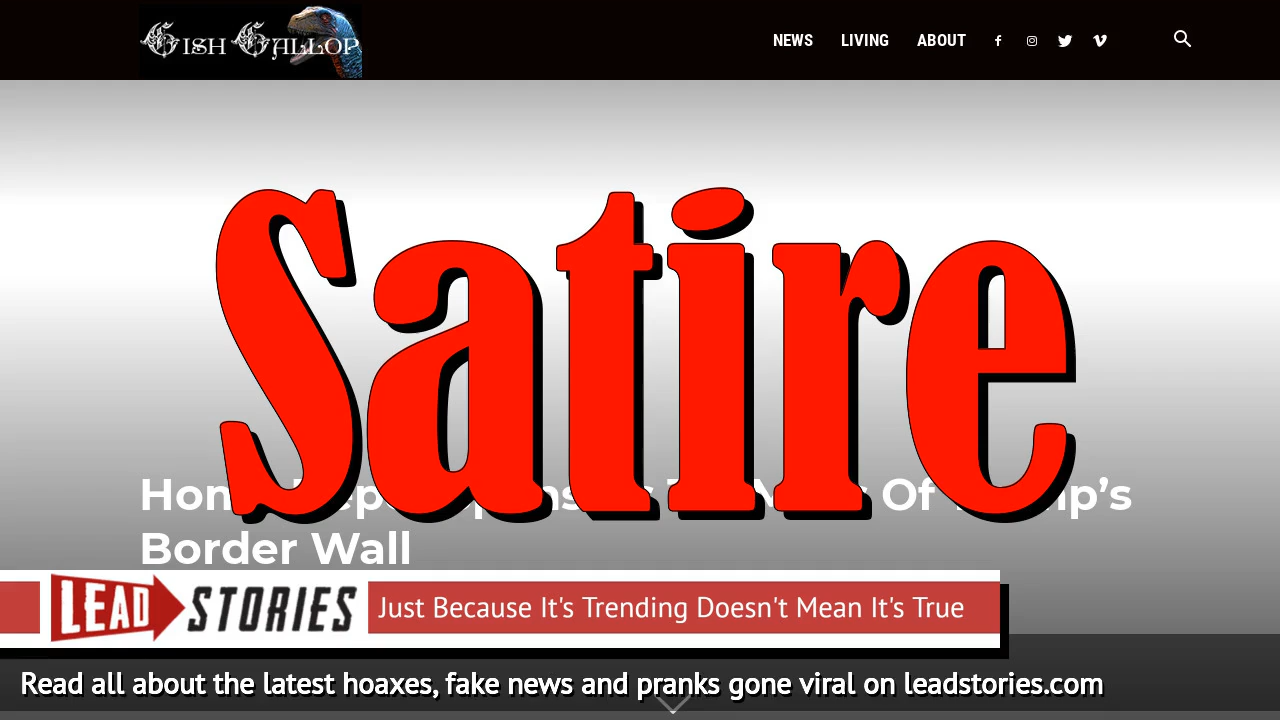 Gish Gallop
NEWS LIVING ABOUT
Satire
Of
Border Wall
LEAD STORIES Just Because It's Trending Doesn't Mean It's True
Read all about the latest hoaxes, fake news and pranks gone viral on leadstories.com